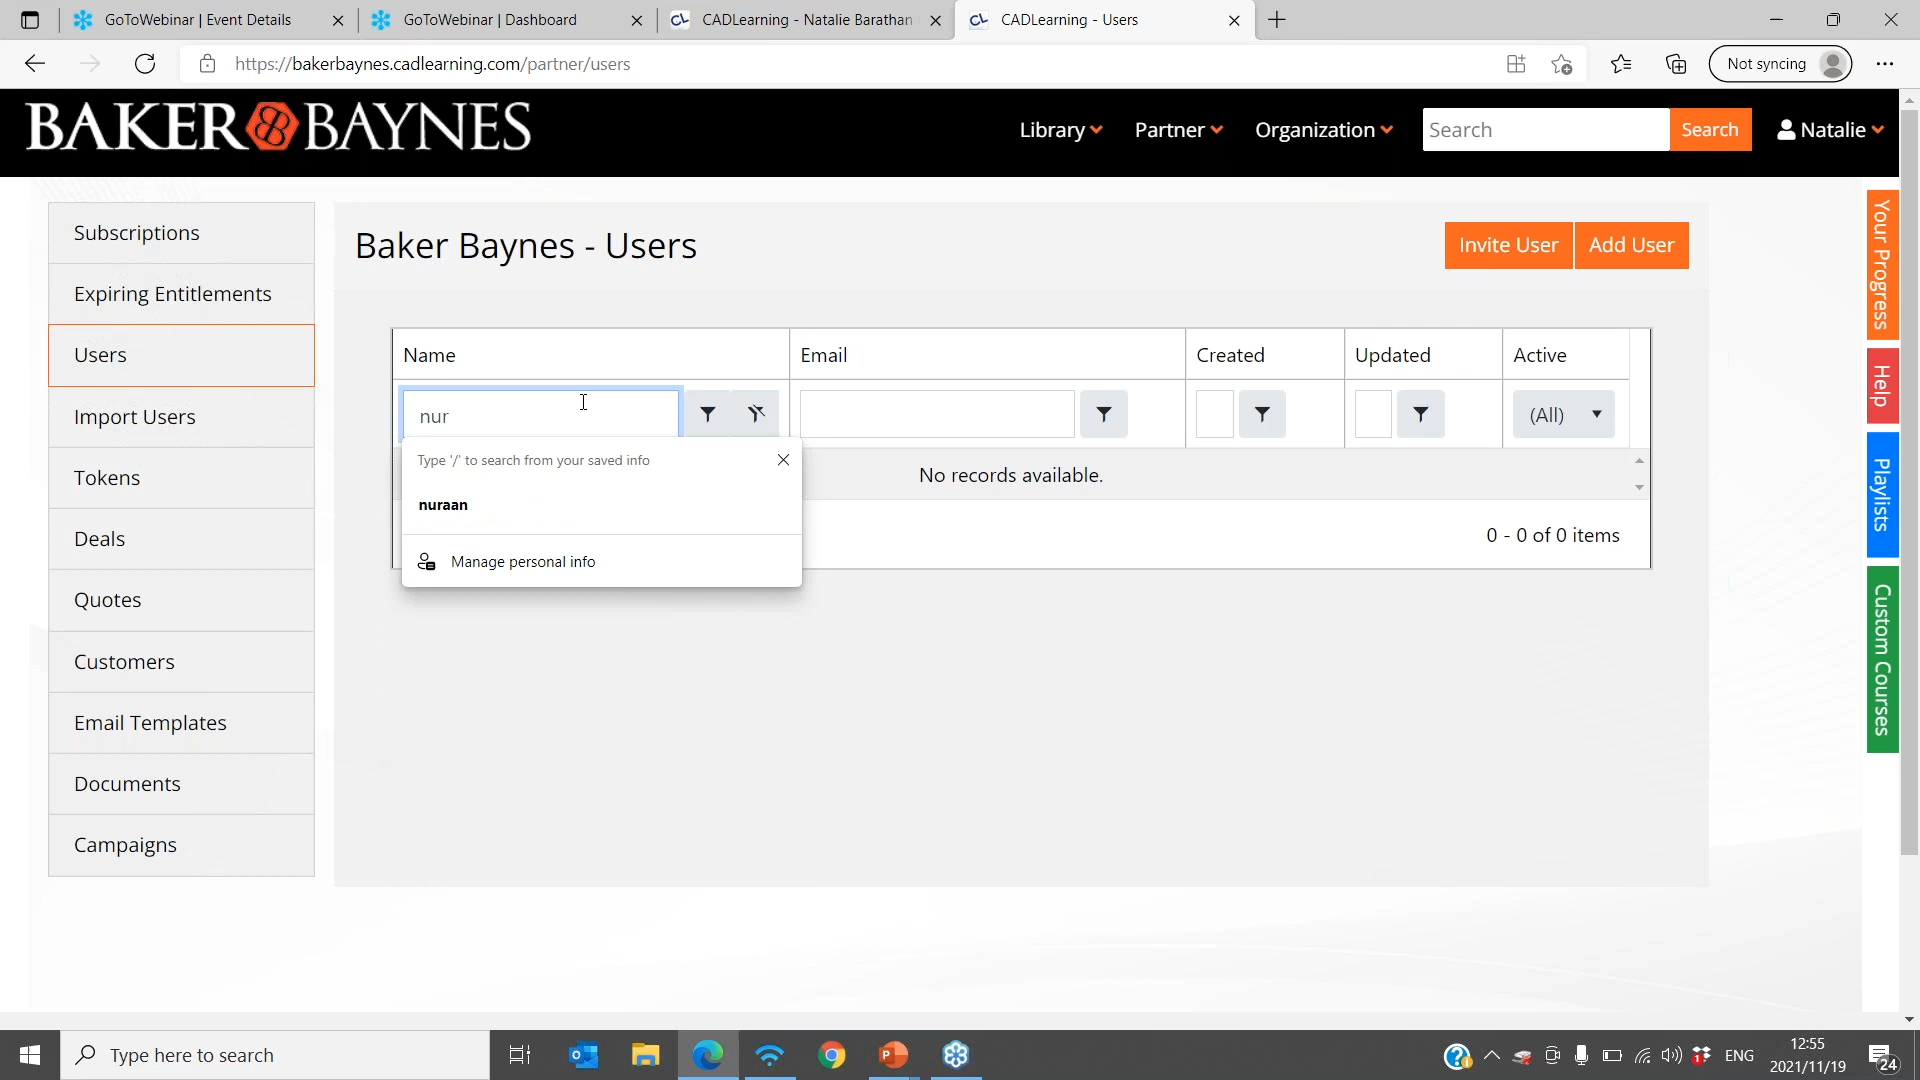 GoToWebinar | Event Details
GoToWebinar | Dashboard
CADLearning - Natalie Barathan
CADLearning - Users
https://bakerbaynes.cadlearning.com/partner/users
Not syncing
BAKER BAYNES
Library
Partner
Organization
Search
Search
Natalie
Subscriptions
Expiring Entitlements
Users
Import Users
Tokens
Deals
Quotes
Customers
Email Templates
Documents
Campaigns
Baker Baynes - Users
Invite User
Add User
Name
Email
Created
Updated
Active
nur
(All)
Type '/' to search from your saved info
nuraan
Manage personal info
No records available.
0 - 0 of 0 items
Your Progress
Help
Playlists
Custom Courses
Type here to search
ENG
12:55
2021/11/19
24